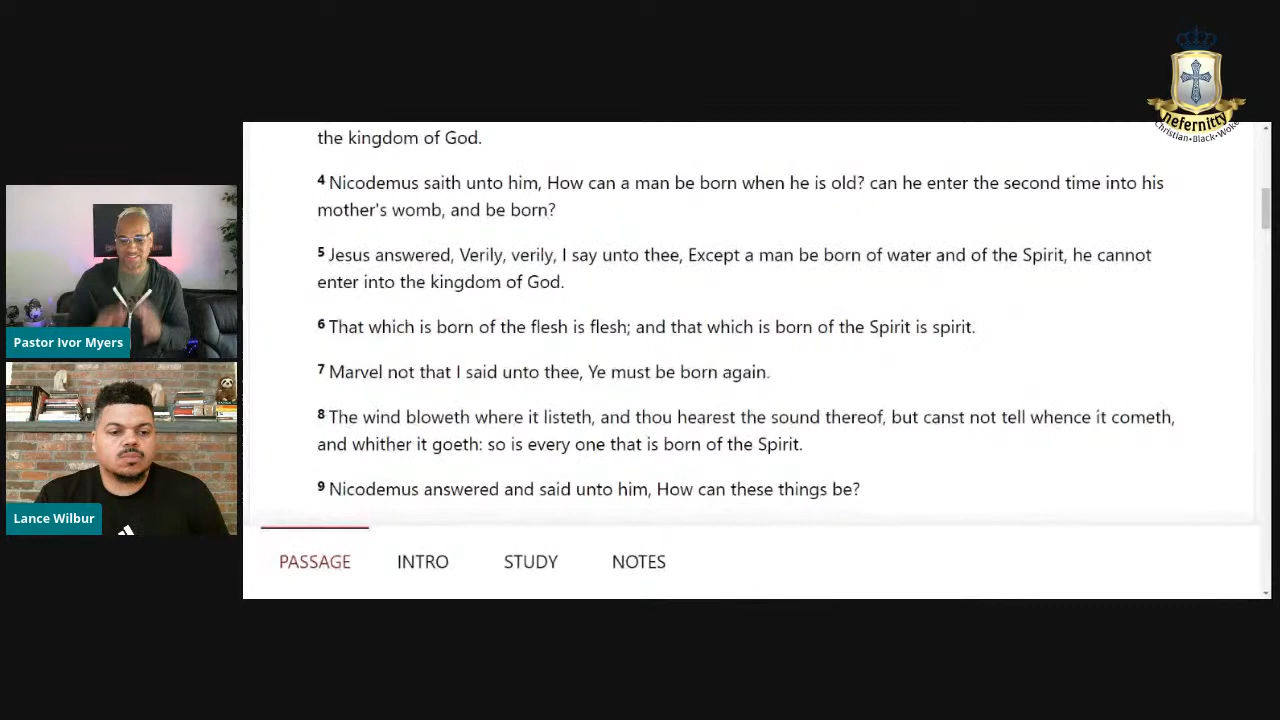 nefernitty
Christian•Black•Woke
the kingdom of God.
4 Nicodemus saith unto him, How can a man be born when he is old? can he enter the second time into his
mother's womb, and be born?
5 Jesus answered, Verily, verily, I say unto thee, Except a man be born of water and of the Spirit, he cannot
enter into the kingdom of God.
6 That which is born of the flesh is flesh; and that which is born of the Spirit is spirit.
7 Marvel not that I said unto thee, Ye must be born again.
8 The wind bloweth where it listeth, and thou hearest the sound thereof, but canst not tell whence it cometh,
and whither it goeth: so is every one that is born of the Spirit.
9 Nicodemus answered and said unto him, How can these things be?
PASSAGE INTRO STUDY NOTES
Pastor Ivor Myers
Lance Wilbur